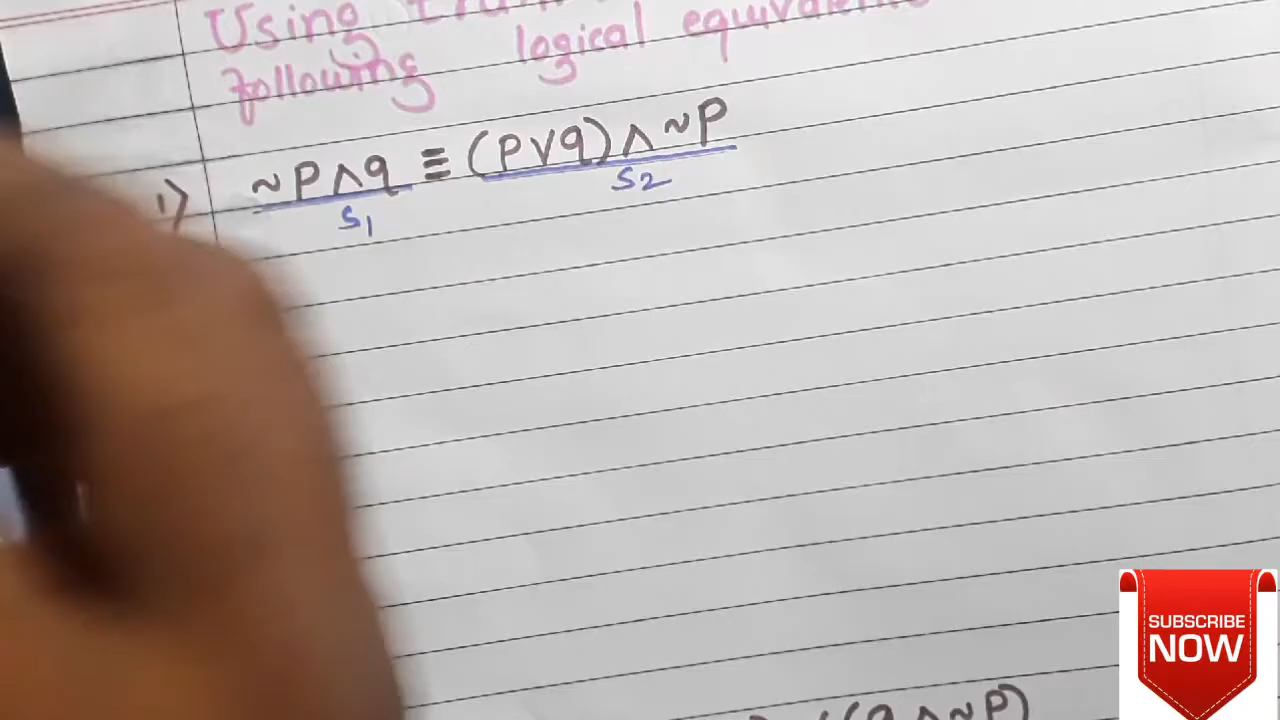 Using
following logical
1) ~p∧q ≡ (p∨q)∧~p
S1 S2
(q∧~p)
SUBSCRIBE
NOW